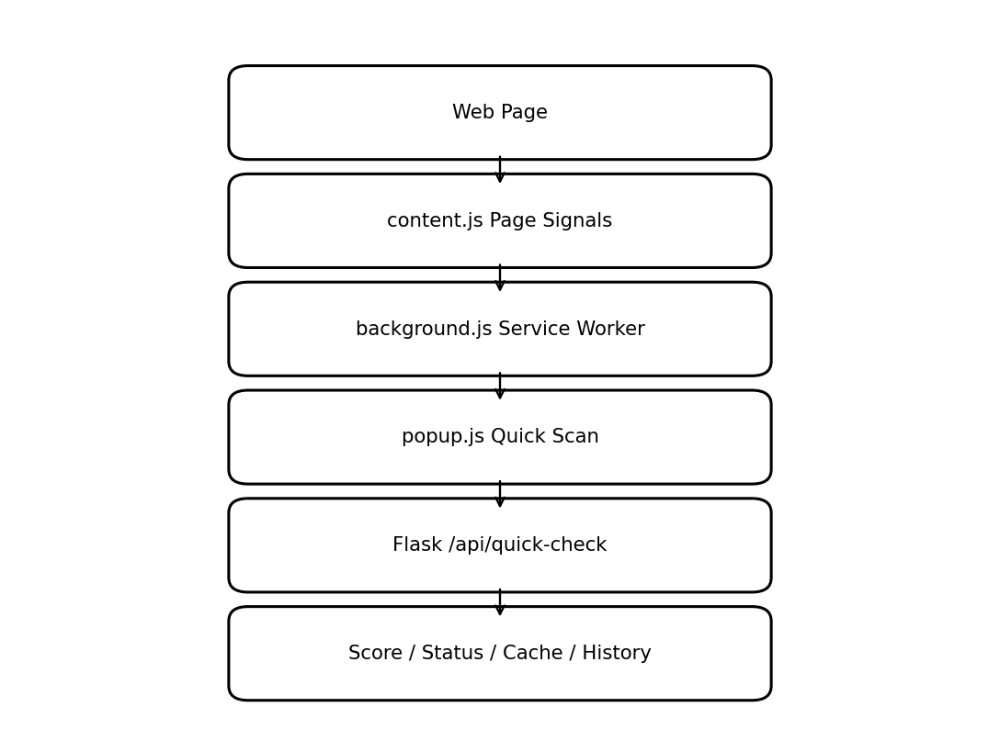 Web Page
content.js Page Signals
background.js Service Worker
popup.js Quick Scan
Flask /api/quick-check
Score / Status / Cache / History